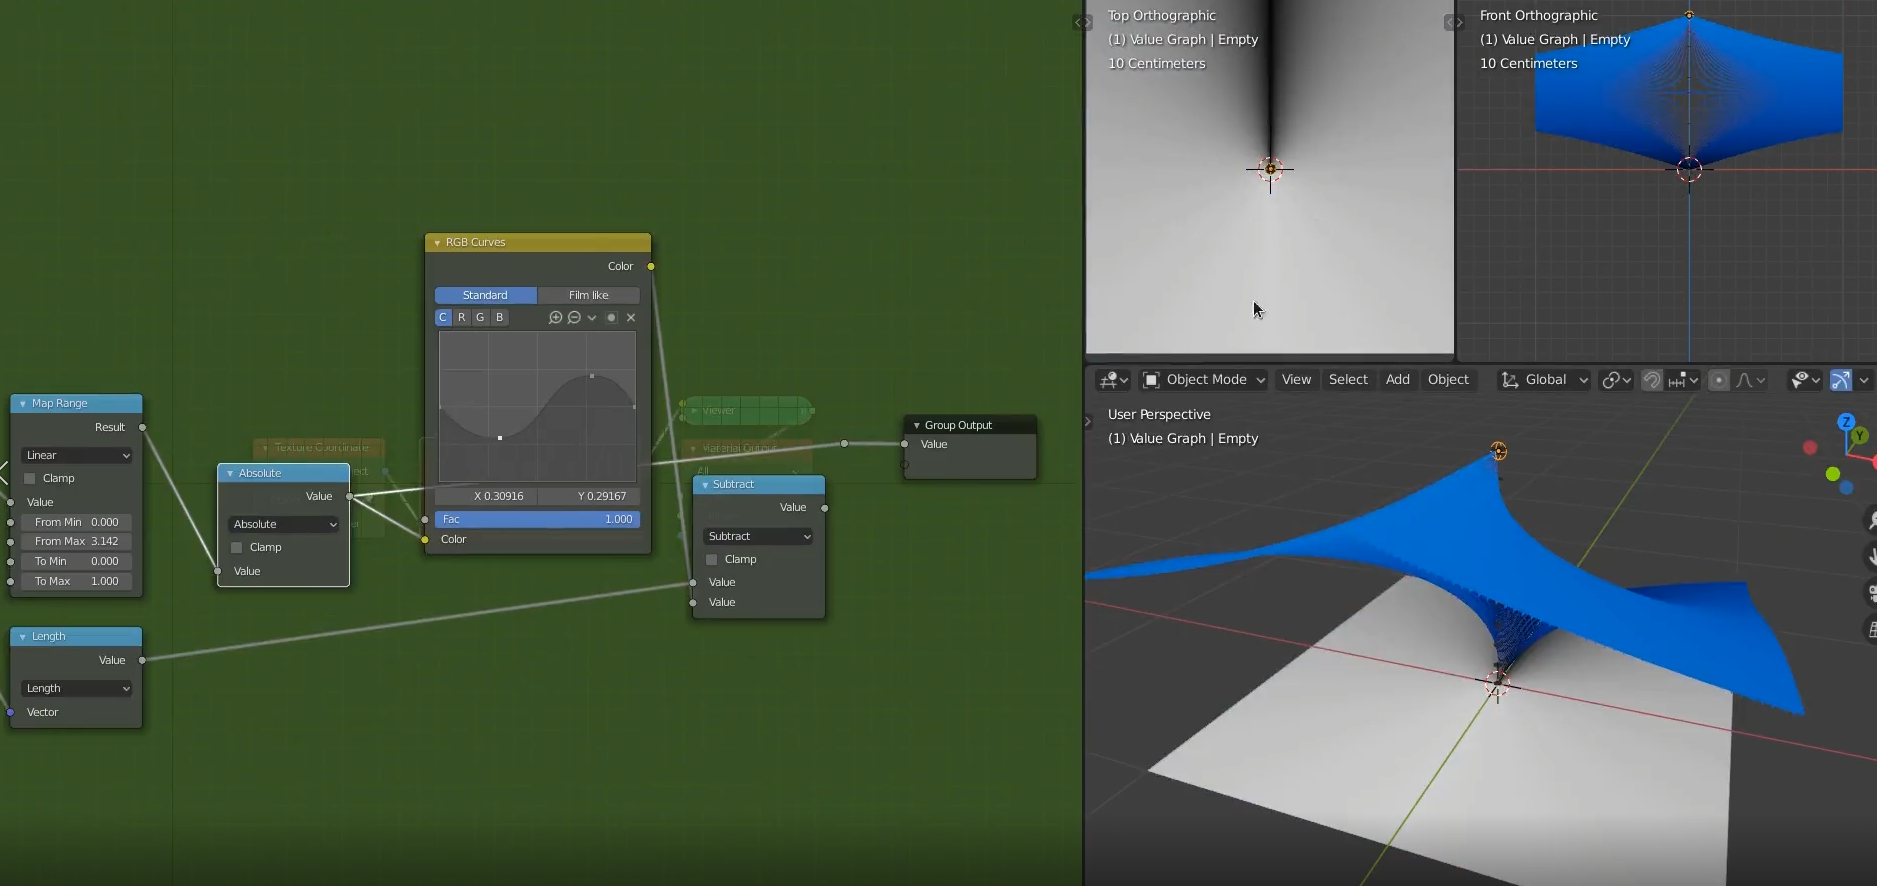 Top Orthographic
(1) Value Graph | Empty
10 Centimeters
Front Orthographic
(1) Value Graph | Empty
10 Centimeters
RGB Curves
Color
Standard
Film like
C R G B
X 0.30916
Y 0.29167
Fac 1.000
Color
Map Range
Result
Linear
Clamp
Value
From Min 0.000
From Max 3.142
To Min 0.000
To Max 1.000
Texture Coordinate
Absolute
Value
Absolute
Clamp
Value
Viewer
Material Output
All
Subtract
Value
Subtract
Clamp
Value
Value
Group Output
Value
Length
Value
Length
Vector
Object Mode
View
Select
Add
Object
Global
User Perspective
(1) Value Graph | Empty
Z
Y